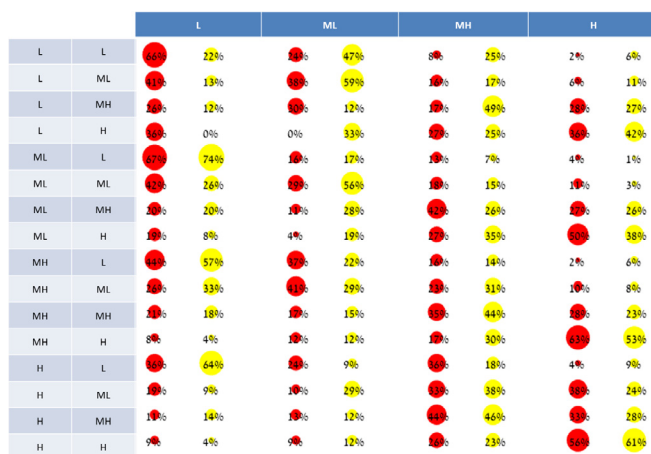 L ML MH H
L L 66% 22% 24% 47% 8% 25% 2% 6%
L ML 41% 13% 38% 59% 16% 17% 6% 11%
L MH 26% 12% 30% 12% 17% 49% 28% 27%
L H 36% 0% 0% 33% 27% 25% 36% 42%
ML L 67% 74% 16% 17% 13% 7% 4% 1%
ML ML 42% 26% 29% 56% 18% 15% 11% 3%
ML MH 20% 20% 11% 28% 42% 26% 27% 26%
ML H 19% 8% 4% 19% 27% 35% 50% 38%
MH L 44% 57% 37% 22% 16% 14% 2% 6%
MH ML 26% 33% 41% 29% 23% 31% 10% 8%
MH MH 21% 18% 17% 15% 35% 44% 28% 23%
MH H 8% 4% 12% 12% 17% 30% 63% 53%
H L 36% 64% 24% 9% 36% 18% 4% 9%
H ML 19% 9% 10% 29% 33% 38% 38% 24%
H MH 11% 14% 13% 12% 44% 46% 33% 28%
H H 9% 4% 9% 12% 26% 23% 56% 61%